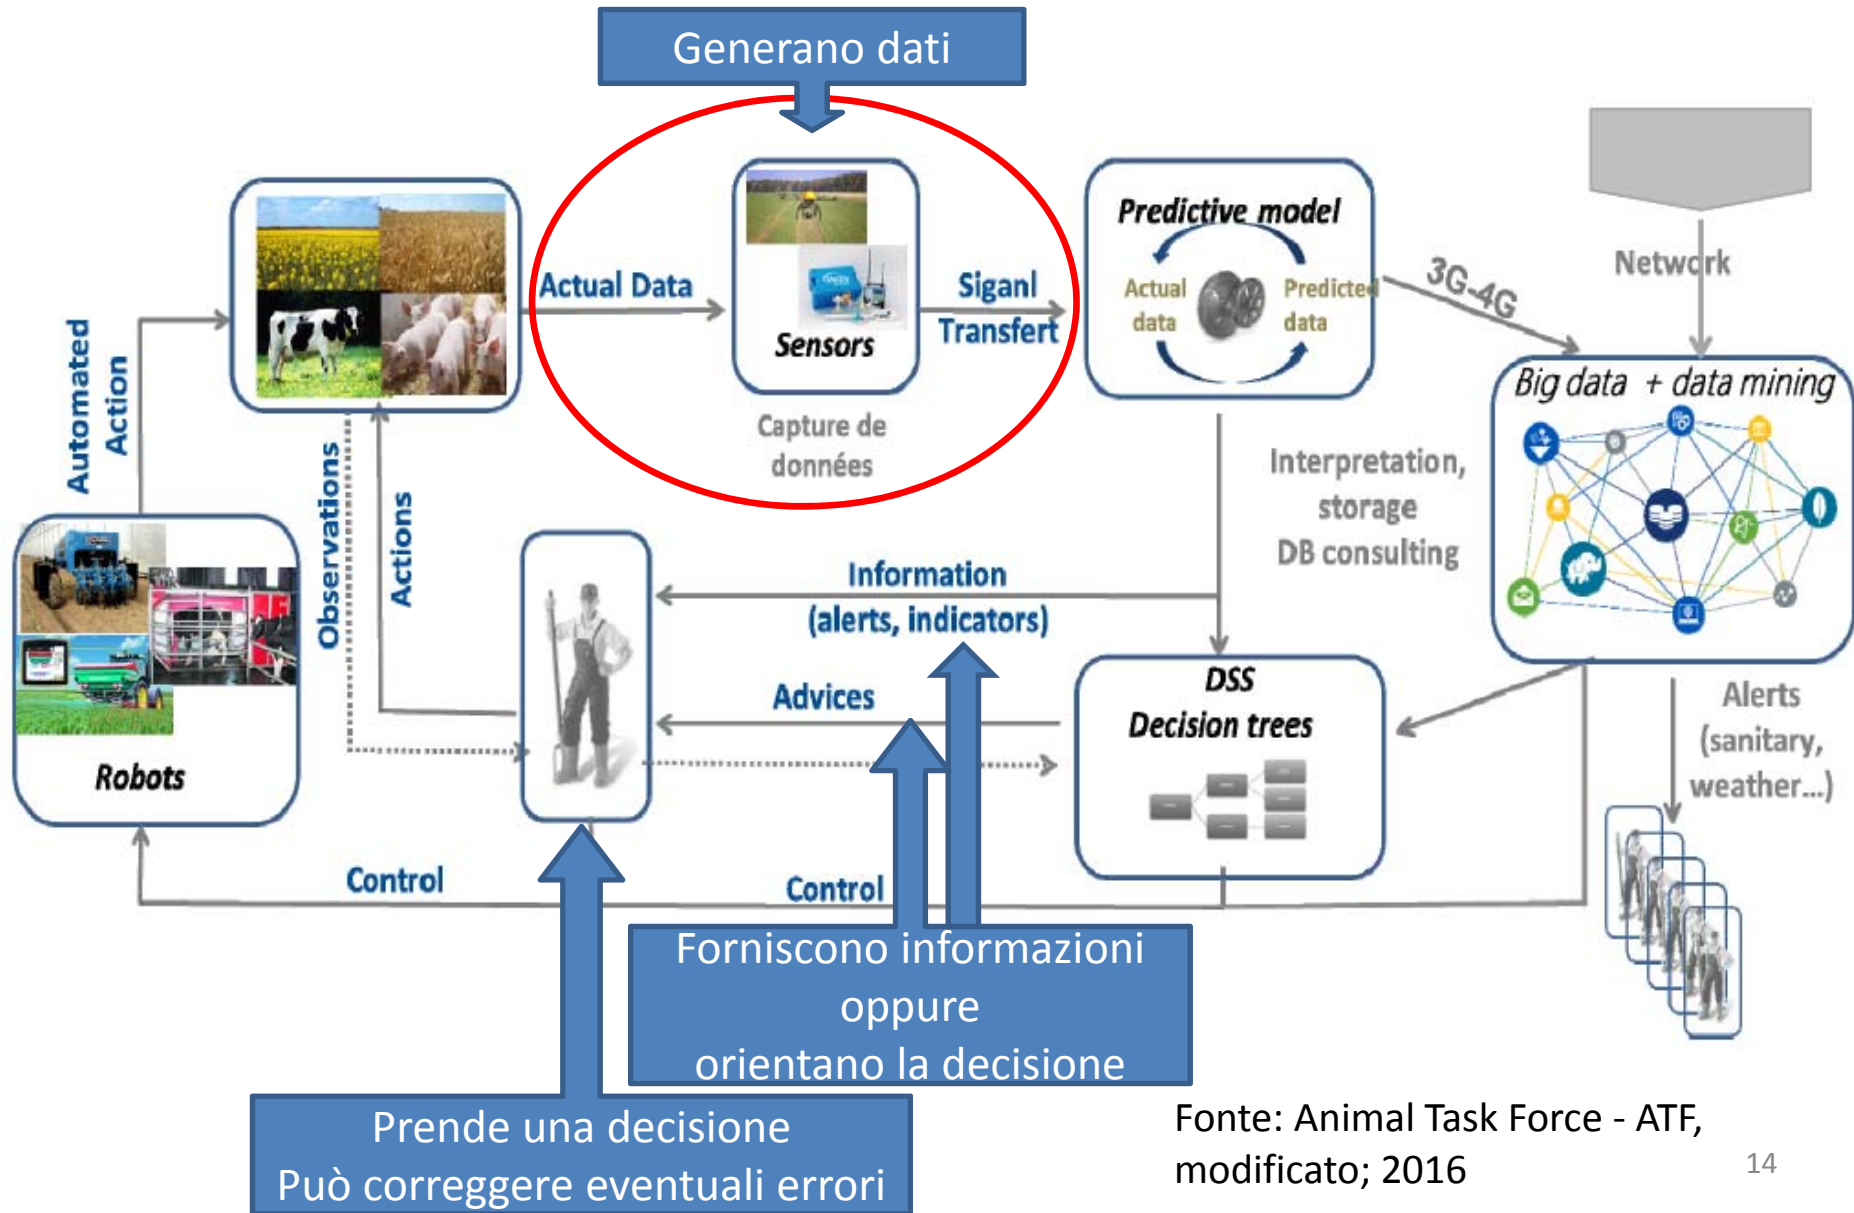 Generano dati
Predictive model
Actual
data
Predicted
data
3G-4G
Network
Actual Data
Sensors
Siganl
Transfert
Capture de
données
Automated
Action
Observations
Actions
Big data + data mining
Interpretation,
storage
DB consulting
Information
(alerts, indicators)
Advices
DSS
Decision trees
Alerts
(sanitary,
weather...)
Robots
Control
Control
Forniscono informazioni
oppure
orientano la decisione
Prende una decisione
Può correggere eventuali errori
Fonte: Animal Task Force - ATF,
modificato; 2016
14